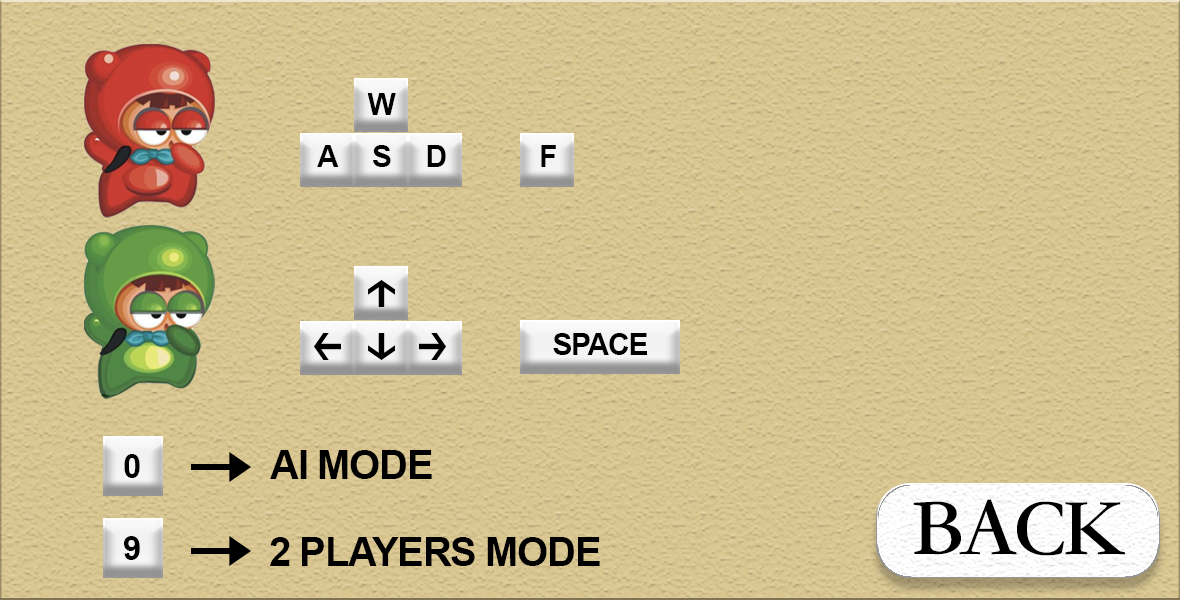 W
A S D F
↑
← ↓ → SPACE
0 → AI MODE
9 → 2 PLAYERS MODE
BACK